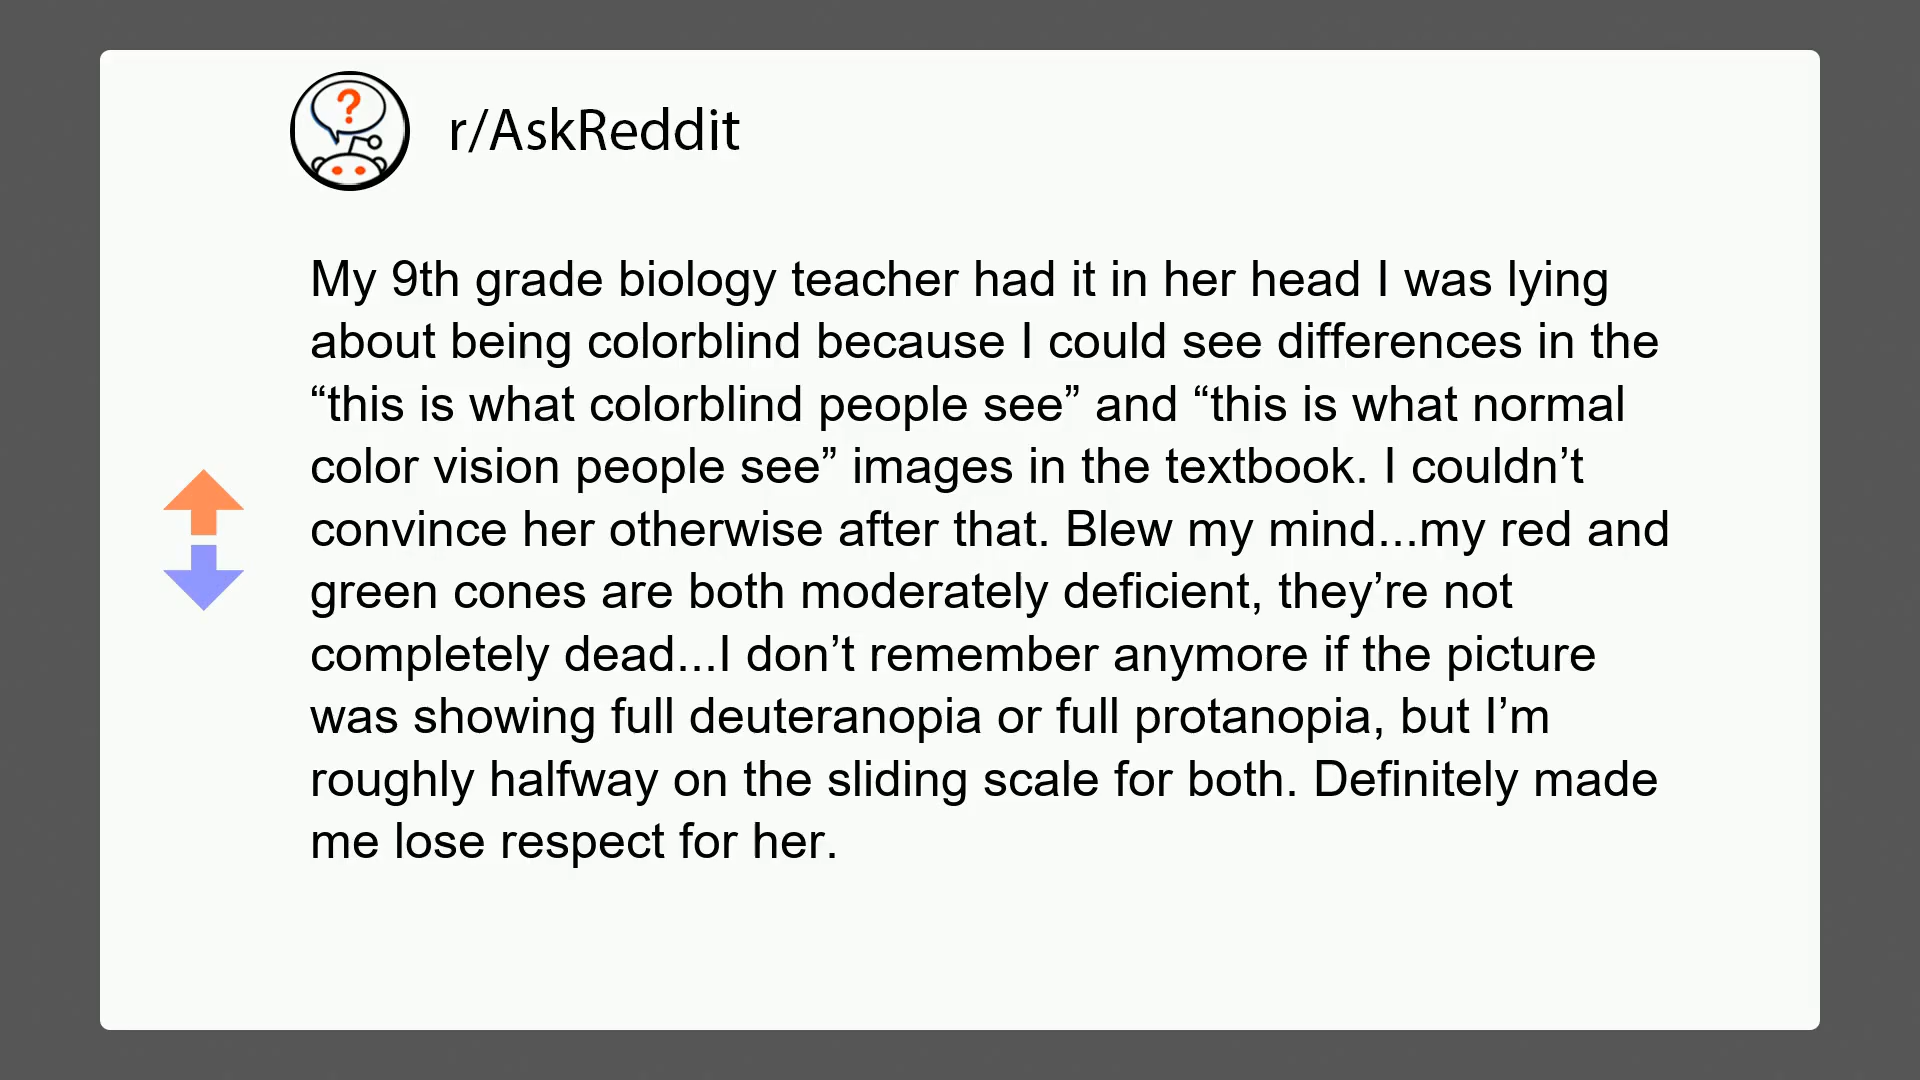 ?
r/AskReddit
My 9th grade biology teacher had it in her head I was lying
about being colorblind because I could see differences in the
“this is what colorblind people see” and “this is what normal
color vision people see” images in the textbook. I couldn’t
convince her otherwise after that. Blew my mind...my red and
green cones are both moderately deficient, they’re not
completely dead...I don’t remember anymore if the picture
was showing full deuteranopia or full protanopia, but I’m
roughly halfway on the sliding scale for both. Definitely made
me lose respect for her.